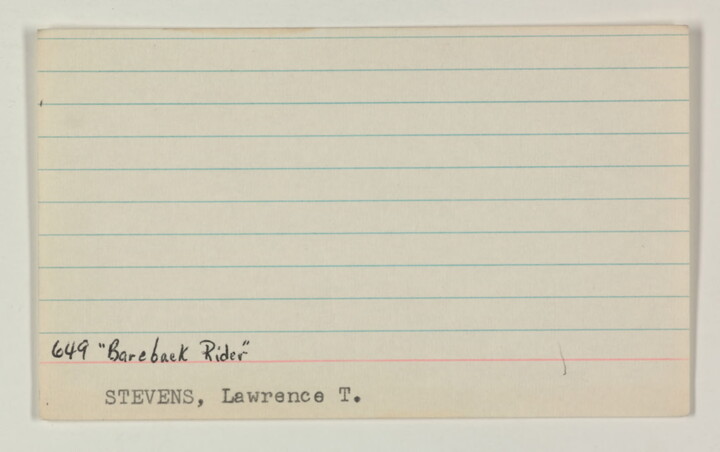 649 "Bareback Rider"
STEVENS, Lawrence T.